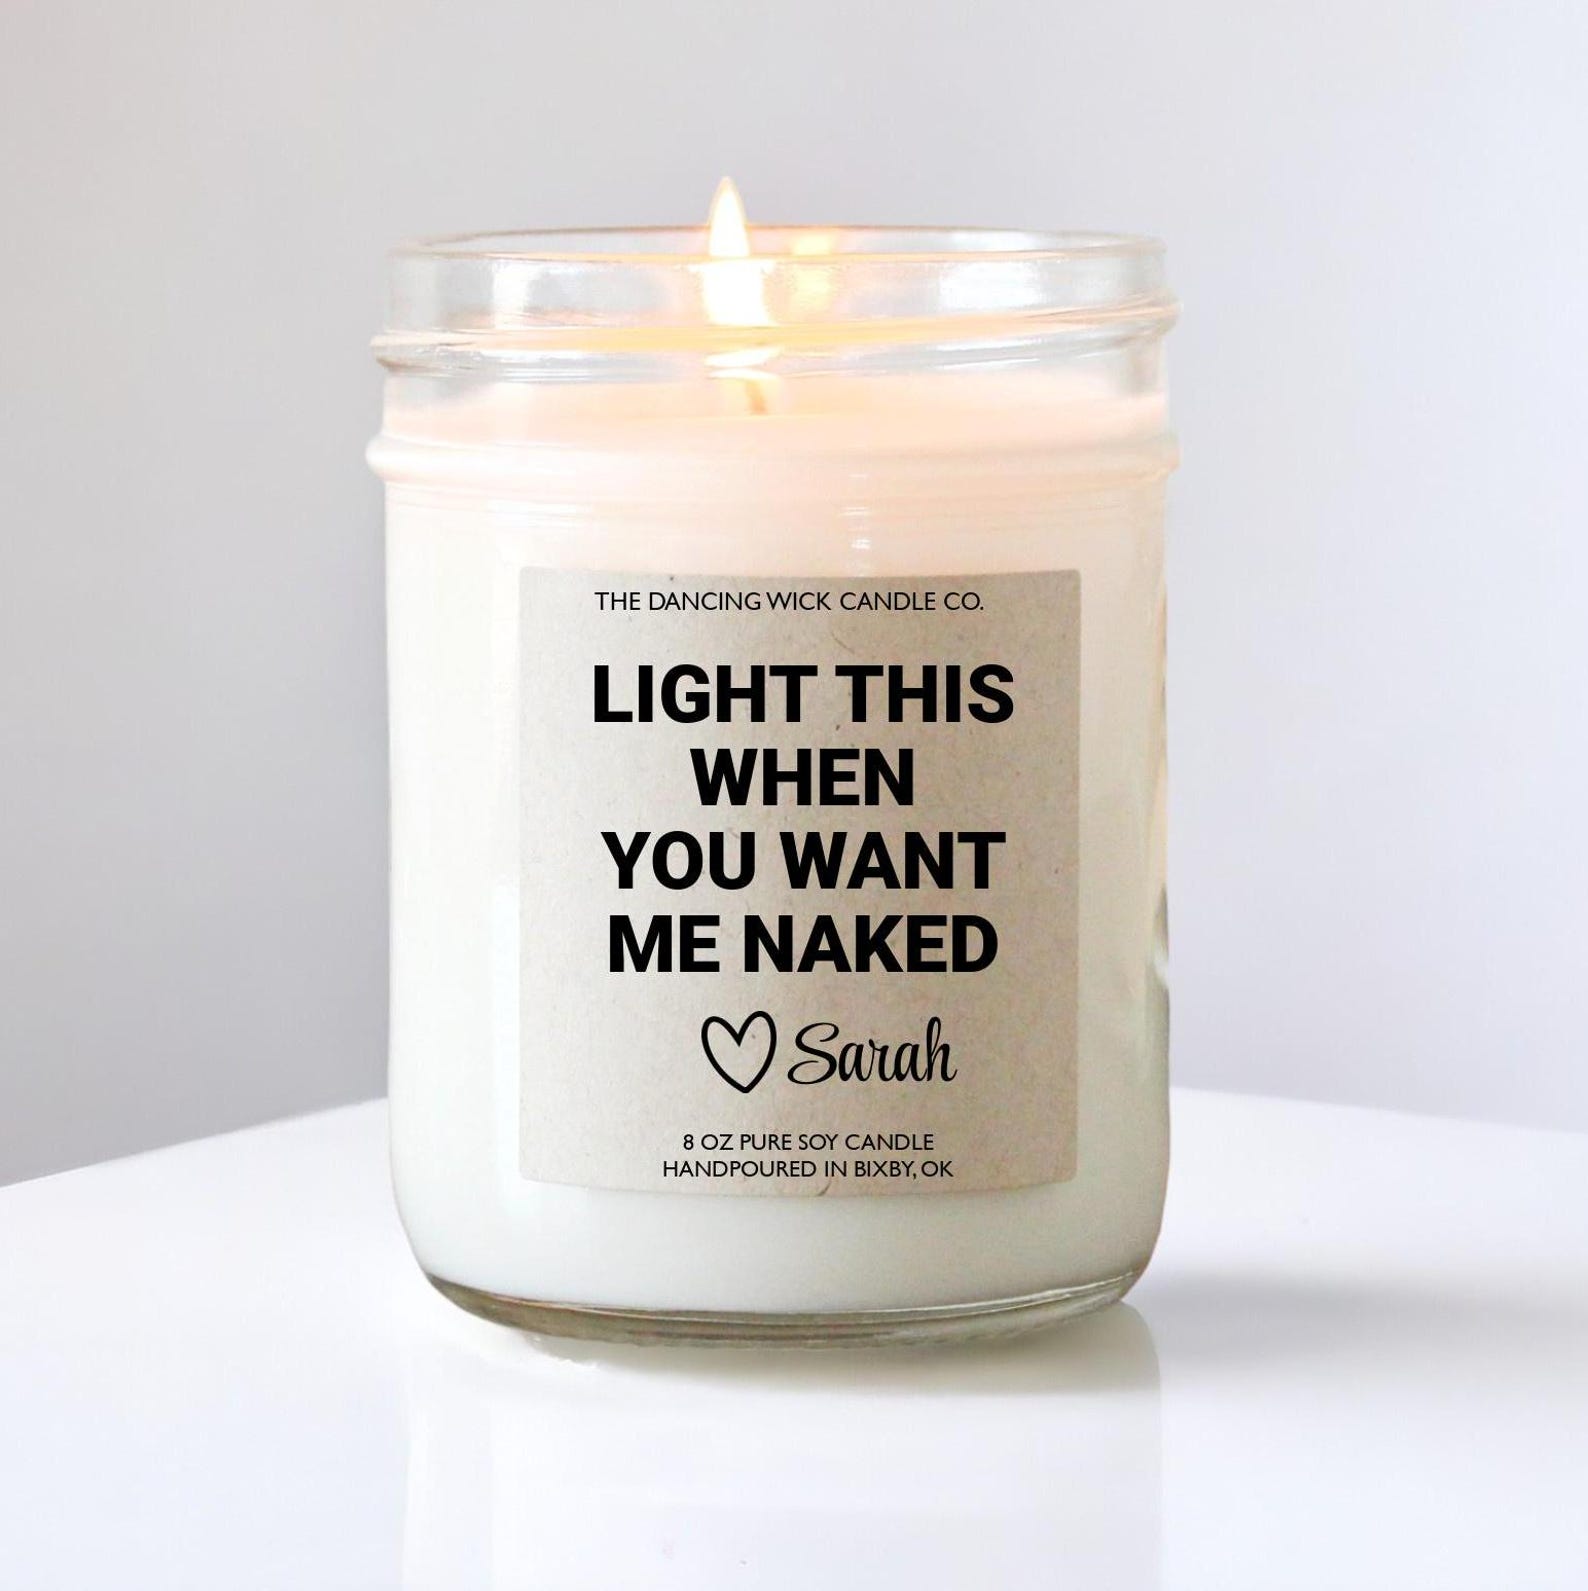 THE DANCING WICK CANDLE CO.
LIGHT THIS
WHEN
YOU WANT
ME NAKED
Sarah
8 OZ PURE SOY CANDLE
HANDPOURED IN BIXBY, OK